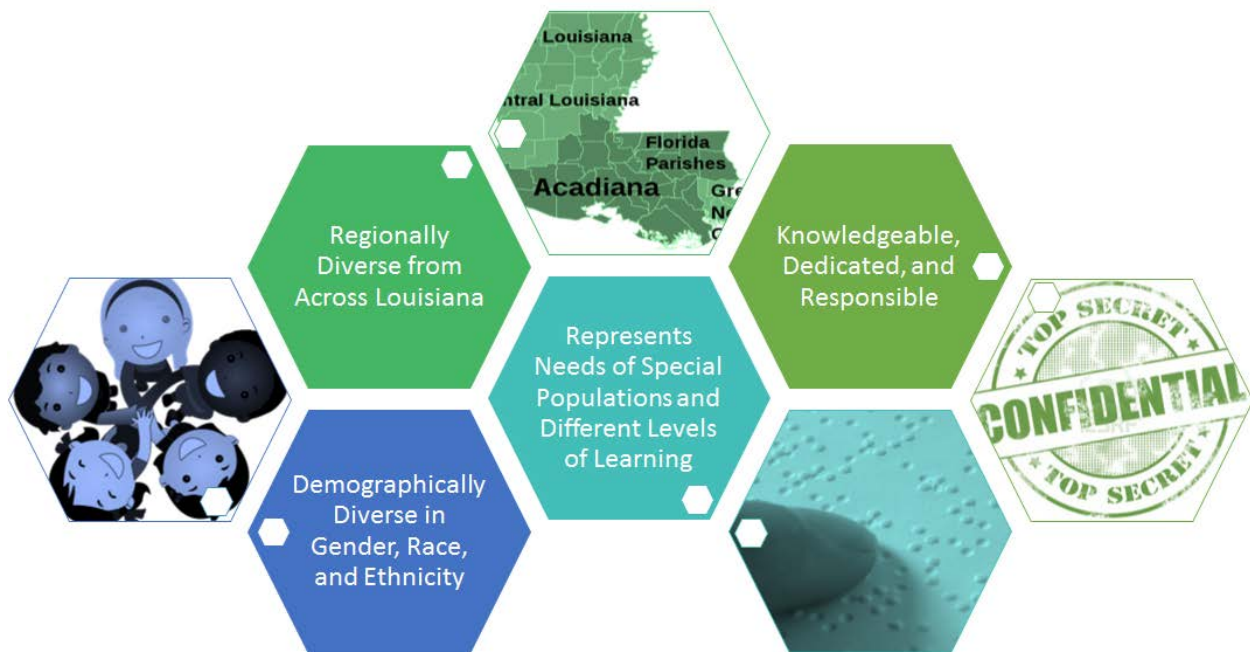 Louisiana
ntral Louisiana
Florida
Parishes
Acadiana
Gre
N
Regionally
Diverse from
Across Louisiana
Knowledgeable,
Dedicated, and
Responsible
Represents
Needs of Special
Populations and
Different Levels
of Learning
TOP SECRET
CONFIDENTIAL
TOP SECRET
Demographically
Diverse in
Gender, Race,
and Ethnicity